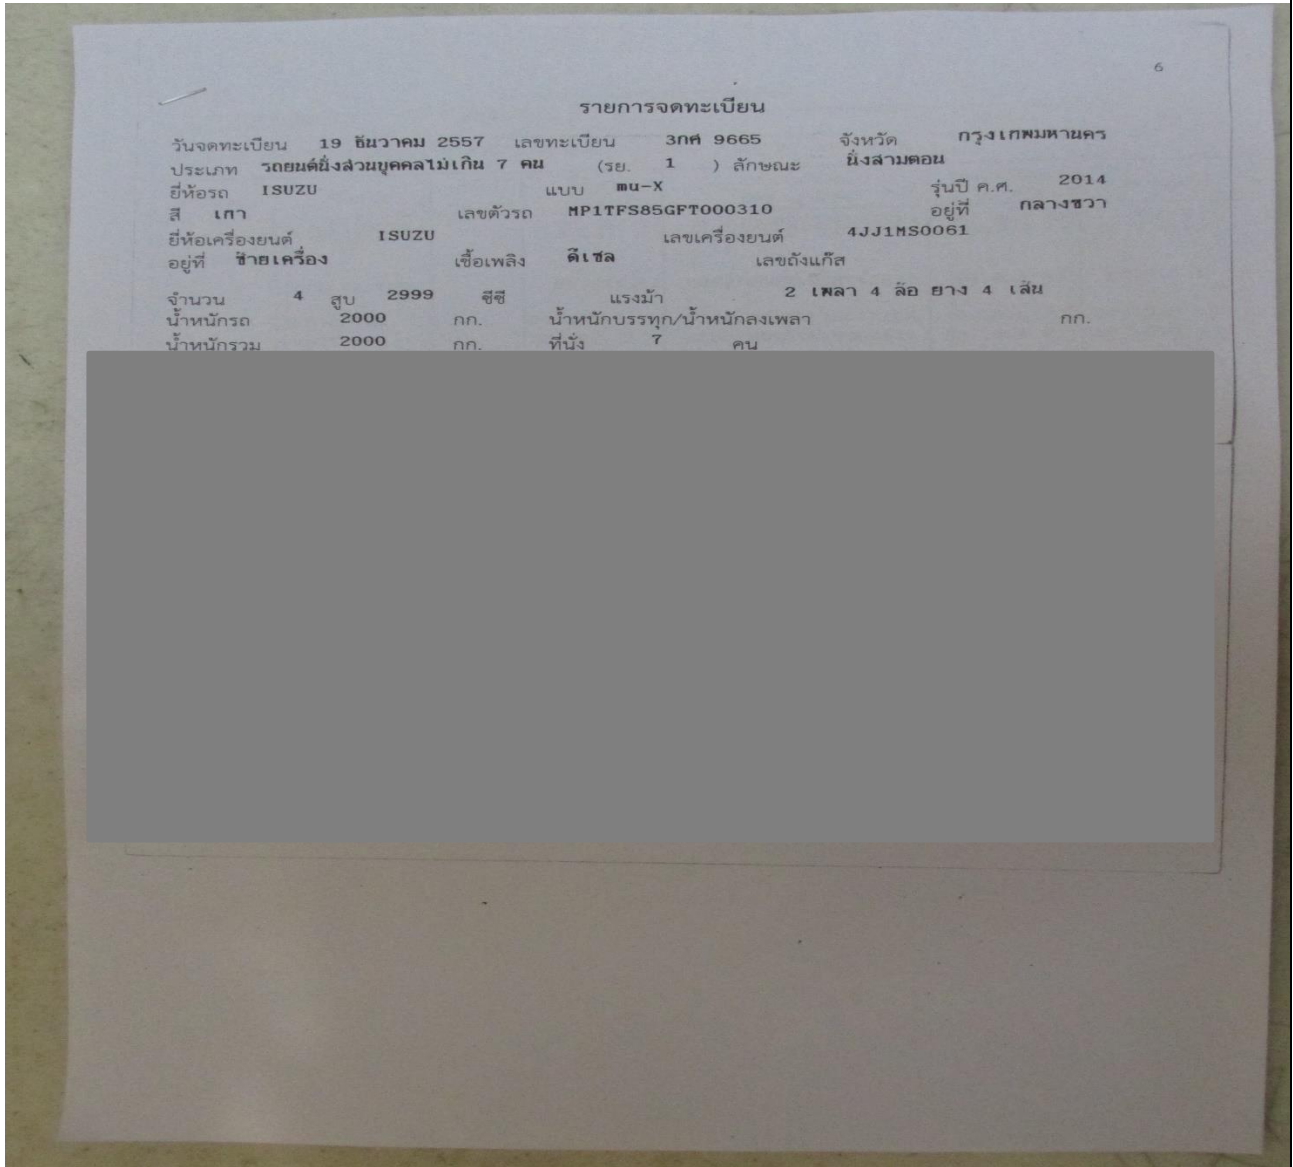 6
รายการจดทะเบียน
วันจดทะเบียน 19 ธันวาคม 2557 เลขทะเบียน 3กศ 9665 จังหวัด กรุงเทพมหานคร
ประเภท รถยนต์นั่งส่วนบุคคลไม่เกิน 7 คน (รย. 1 ) ลักษณะ นั่งสามตอน
ยี่ห้อรถ ISUZU แบบ mu-X รุ่นปี ค.ศ. 2014
สี เทา เลขตัวรถ MP1TFS85GFT000310 อยู่ที่ กลางขวา
ยี่ห้อเครื่องยนต์ ISUZU เลขเครื่องยนต์ 4JJ1MS0061
อยู่ที่ ซ้ายเครื่อง เชื้อเพลิง ดีเซล เลขถังแก๊ส
จำนวน 4 สูบ 2999 ซีซี แรงม้า 2 เพลา 4 ล้อ ยาง 4 เส้น
น้ำหนักรถ 2000 กก. น้ำหนักบรรทุก/น้ำหนักลงเพลา กก.
น้ำหนักรวม 2000 กก. ที่นั่ง 7 คน